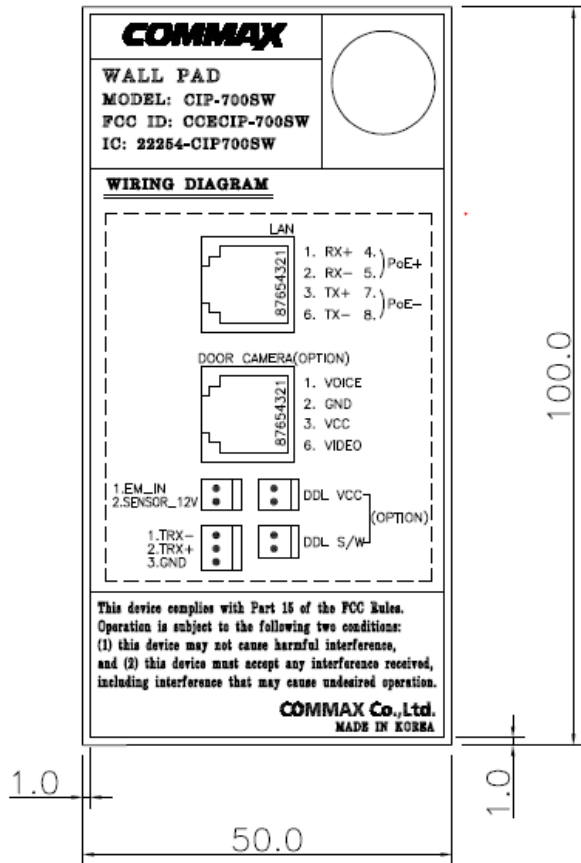 COMMAX
WALL PAD
MODEL: CIP-700SW
FCC ID: CCECIP-700SW
IC: 22254-CIP700SW
WIRING DIAGRAM
LAN
87654321
1. RX+ 4.
2. RX- 5.
PoE+
3. TX+ 7.
6. TX- 8.
PoE-
DOOR CAMERA(OPTION)
87654321
1. VOICE
2. GND
3. VCC
6. VIDEO
1.EM_IN
2.SENSOR_12V
DDL VCC
(OPTION)
1.TRX-
2.TRX+
3.GND
DDL S/W
This device complies with Part 15 of the FCC Rules.
Operation is subject to the following two conditions:
(1) this device may not cause harmful interference,
and (2) this device must accept any interference received,
including interference that may cause undesired operation.
COMMAX Co.,Ltd.
MADE IN KOREA
100.0
1.0
1.0
50.0